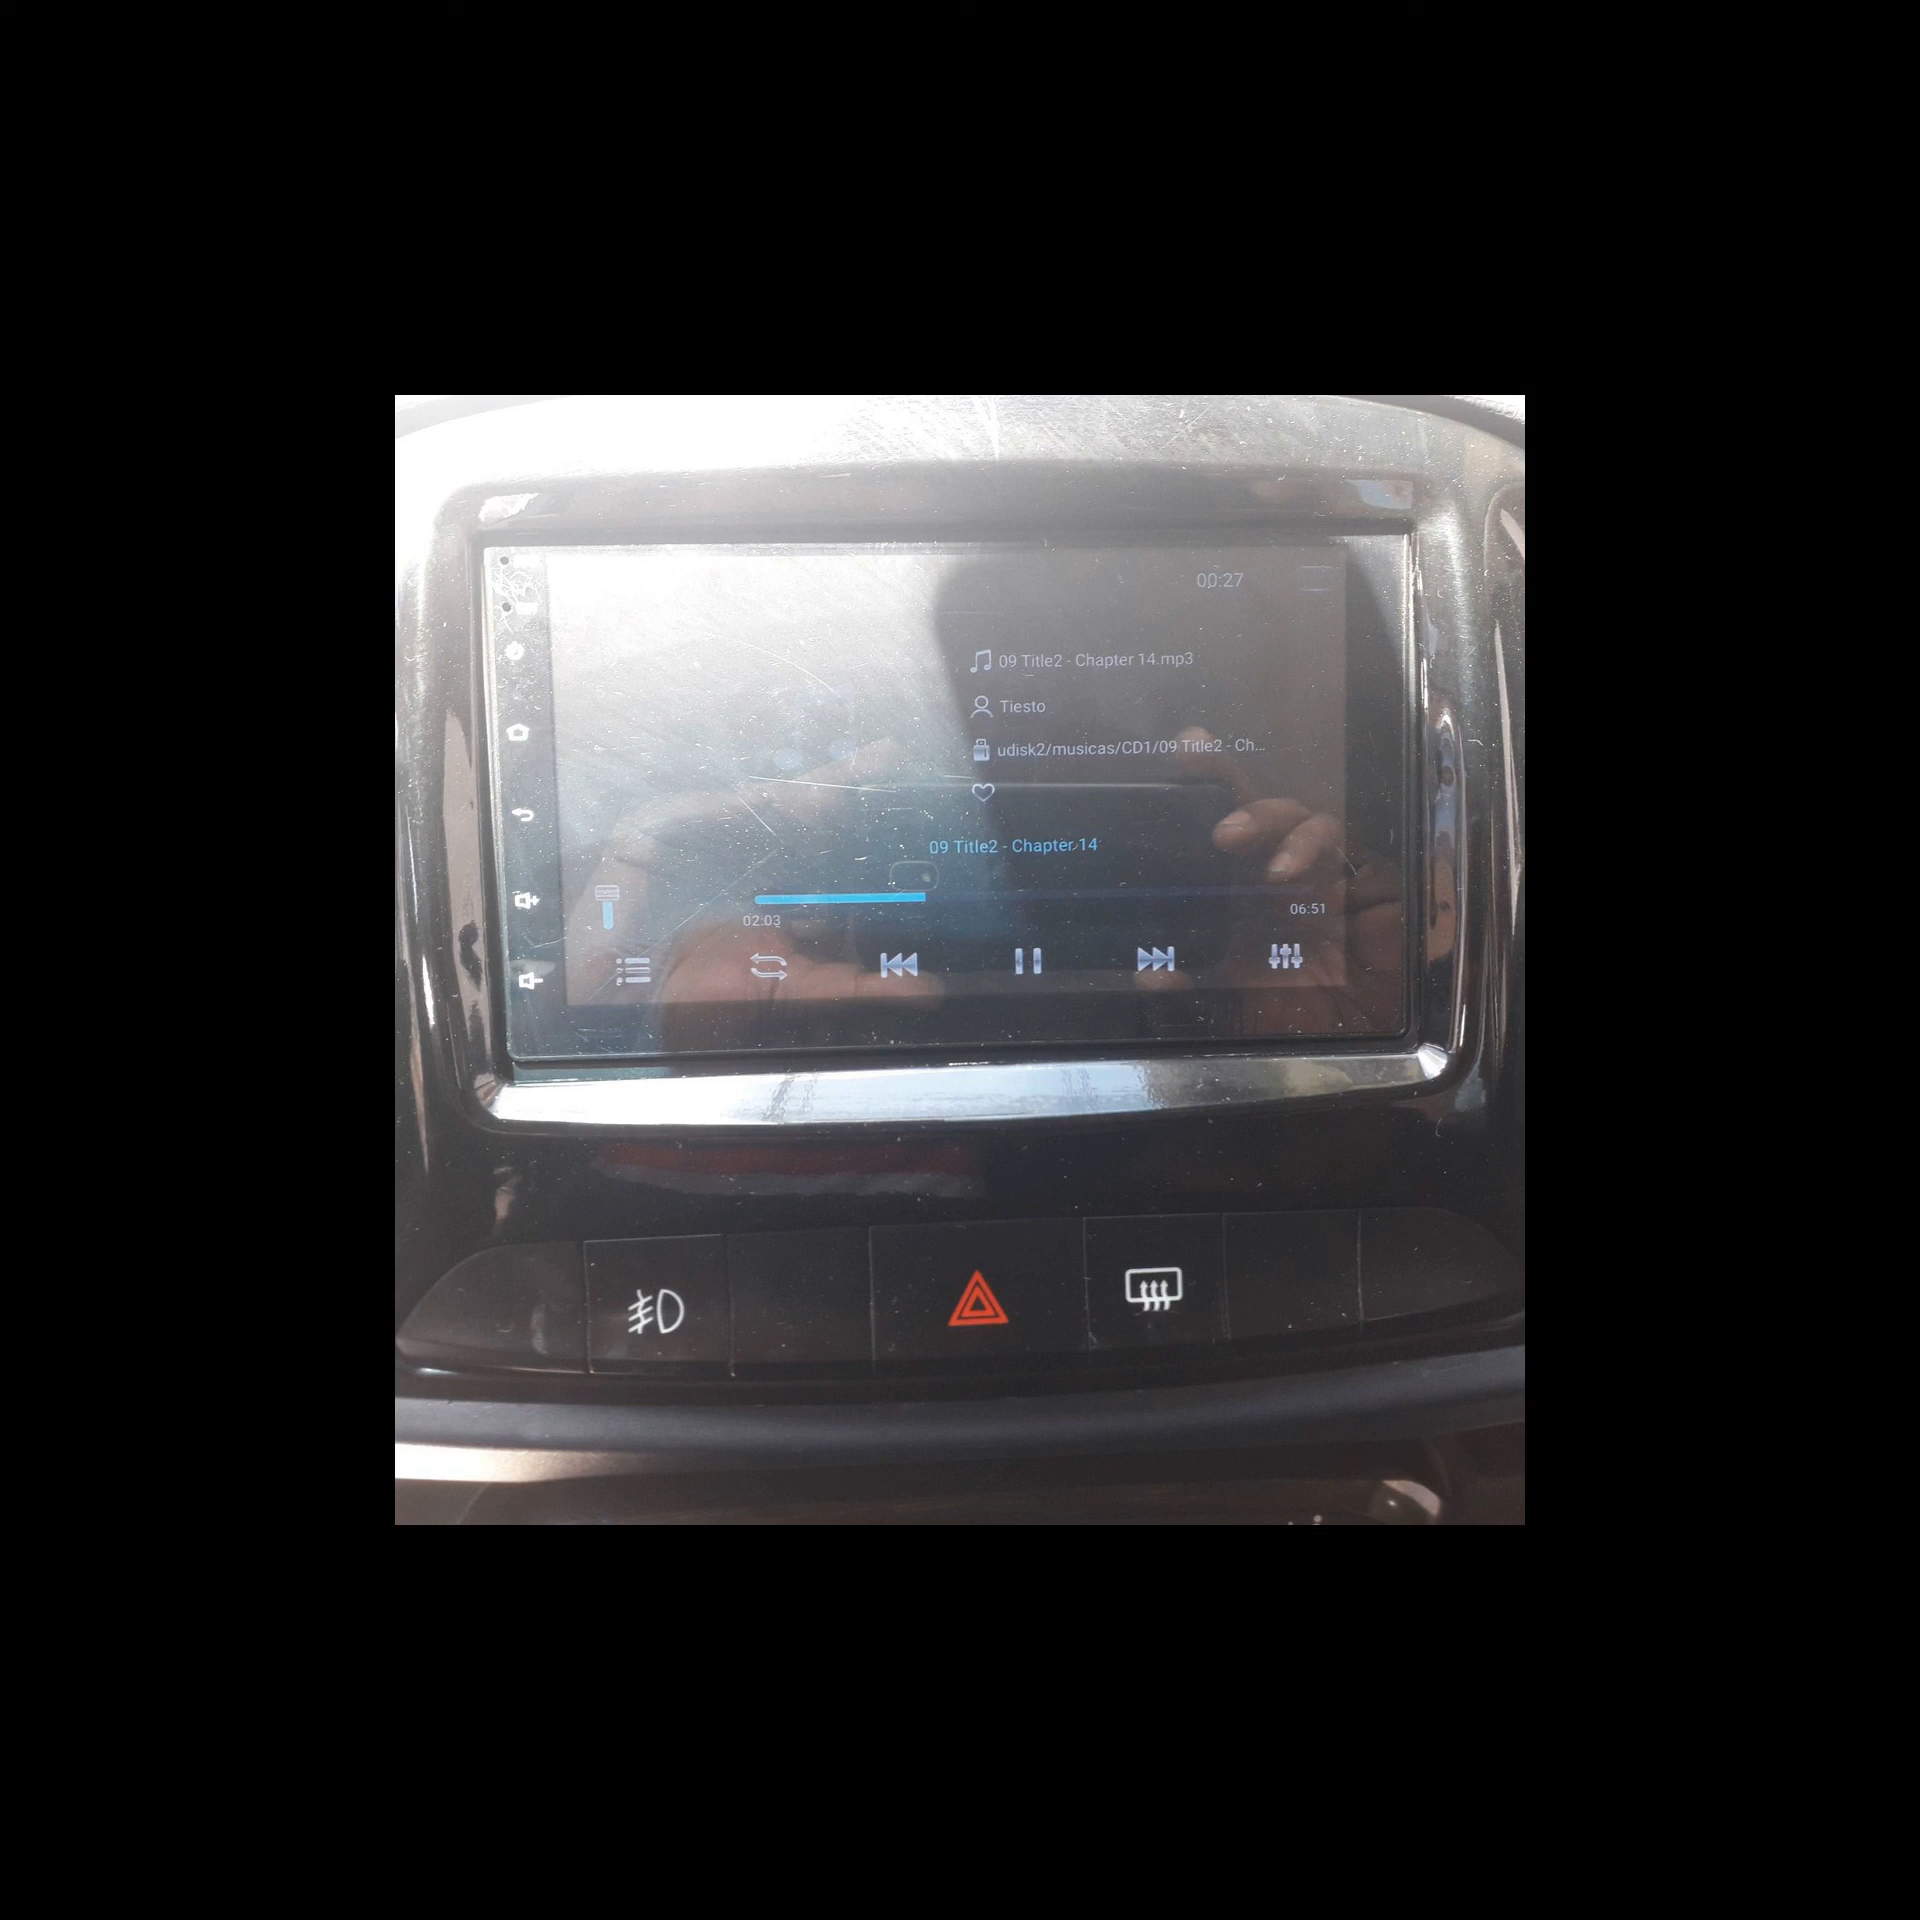 00:27
09 Title2 - Chapter 14.mp3
Tiesto
udisk2/musicas/CD1/09 Title2 - Ch...
09 Title2 - Chapter 14
02:03
06:51